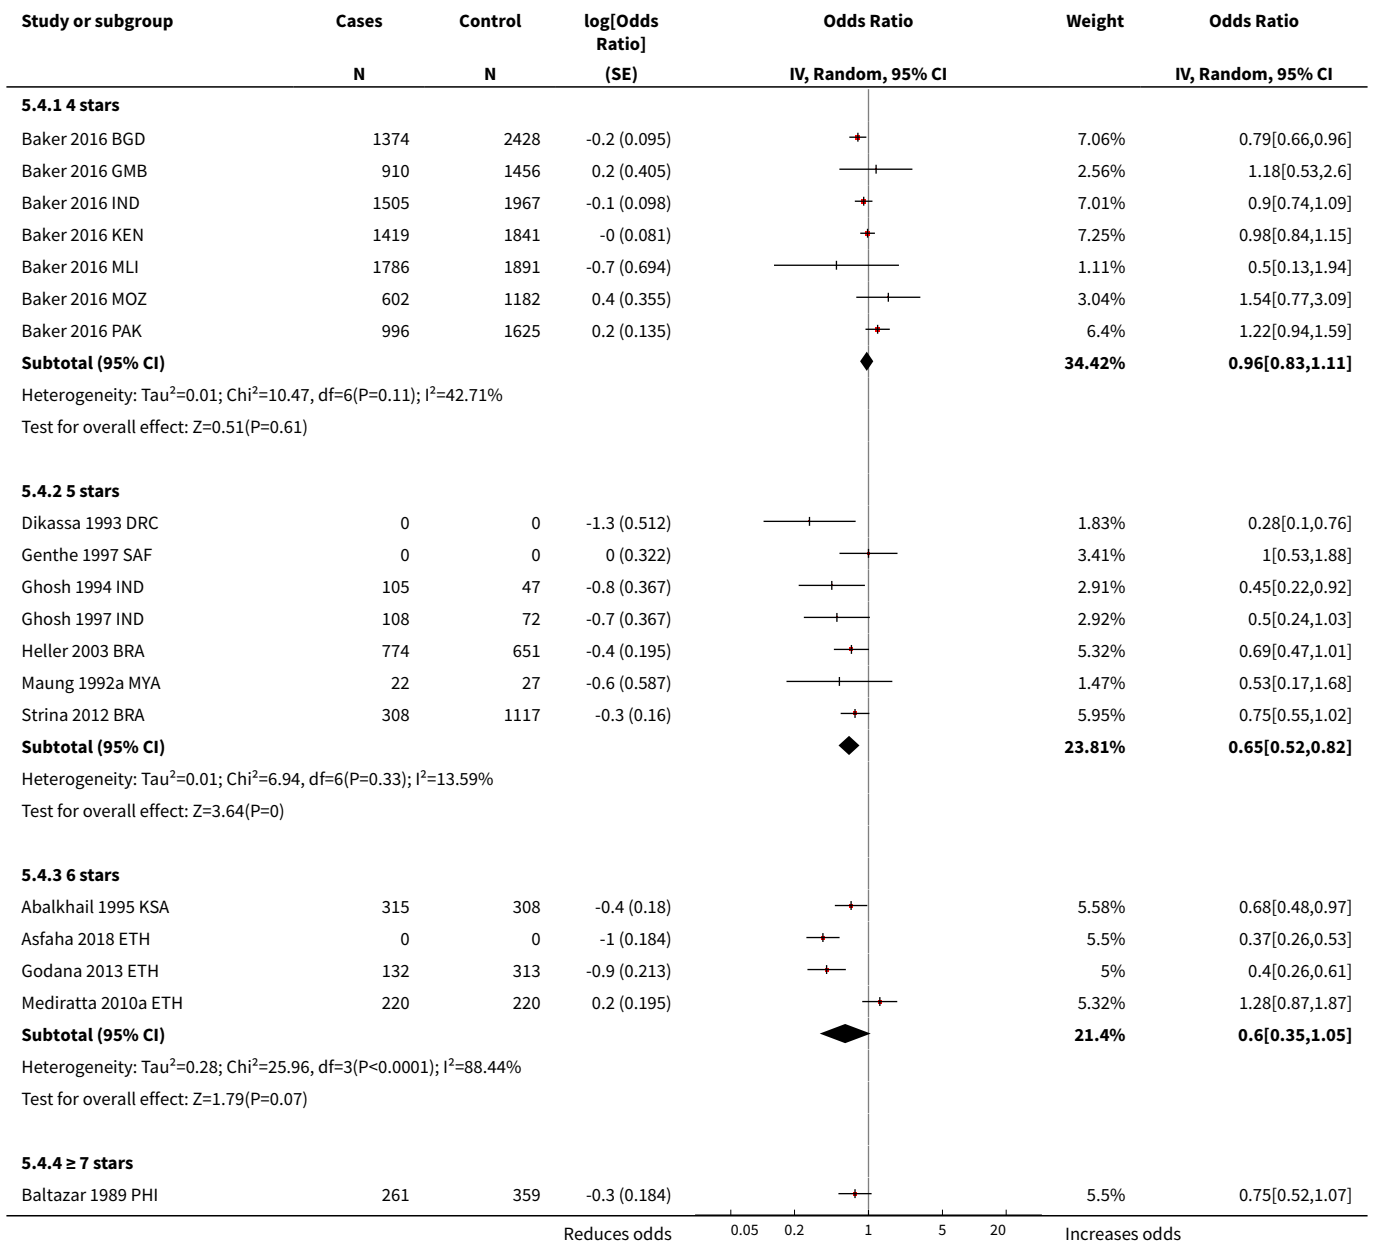 Study or subgroup Cases Control log[Odds Ratio] Odds Ratio Weight Odds Ratio
N N (SE) IV, Random, 95% CI IV, Random, 95% CI
5.4.1 4 stars
Baker 2016 BGD 1374 2428 -0.2 (0.095) 7.06% 0.79[0.66,0.96]
Baker 2016 GMB 910 1456 0.2 (0.405) 2.56% 1.18[0.53,2.6]
Baker 2016 IND 1505 1967 -0.1 (0.098) 7.01% 0.9[0.74,1.09]
Baker 2016 KEN 1419 1841 -0 (0.081) 7.25% 0.98[0.84,1.15]
Baker 2016 MLI 1786 1891 -0.7 (0.694) 1.11% 0.5[0.13,1.94]
Baker 2016 MOZ 602 1182 0.4 (0.355) 3.04% 1.54[0.77,3.09]
Baker 2016 PAK 996 1625 0.2 (0.135) 6.4% 1.22[0.94,1.59]
Subtotal (95% CI) 34.42% 0.96[0.83,1.11]
Heterogeneity: Tau²=0.01; Chi²=10.47, df=6(P=0.11); I²=42.71%
Test for overall effect: Z=0.51(P=0.61)
5.4.2 5 stars
Dikassa 1993 DRC 0 0 -1.3 (0.512) 1.83% 0.28[0.1,0.76]
Genthe 1997 SAF 0 0 0 (0.322) 3.41% 1[0.53,1.88]
Ghosh 1994 IND 105 47 -0.8 (0.367) 2.91% 0.45[0.22,0.92]
Ghosh 1997 IND 108 72 -0.7 (0.367) 2.92% 0.5[0.24,1.03]
Heller 2003 BRA 774 651 -0.4 (0.195) 5.32% 0.69[0.47,1.01]
Maung 1992a MYA 22 27 -0.6 (0.587) 1.47% 0.53[0.17,1.68]
Strina 2012 BRA 308 1117 -0.3 (0.16) 5.95% 0.75[0.55,1.02]
Subtotal (95% CI) 23.81% 0.65[0.52,0.82]
Heterogeneity: Tau²=0.01; Chi²=6.94, df=6(P=0.33); I²=13.59%
Test for overall effect: Z=3.64(P=0)
5.4.3 6 stars
Abalkhail 1995 KSA 315 308 -0.4 (0.18) 5.58% 0.68[0.48,0.97]
Asfaha 2018 ETH 0 0 -1 (0.184) 5.5% 0.37[0.26,0.53]
Godana 2013 ETH 132 313 -0.9 (0.213) 5% 0.4[0.26,0.61]
Mediratta 2010a ETH 220 220 0.2 (0.195) 5.32% 1.28[0.87,1.87]
Subtotal (95% CI) 21.4% 0.6[0.35,1.05]
Heterogeneity: Tau²=0.28; Chi²=25.96, df=3(P<0.0001); I²=88.44%
Test for overall effect: Z=1.79(P=0.07)
5.4.4 ≥ 7 stars
Baltazar 1989 PHI 261 359 -0.3 (0.184) 5.5% 0.75[0.52,1.07]
Reduces odds 0.05 0.2 1 5 20 Increases odds